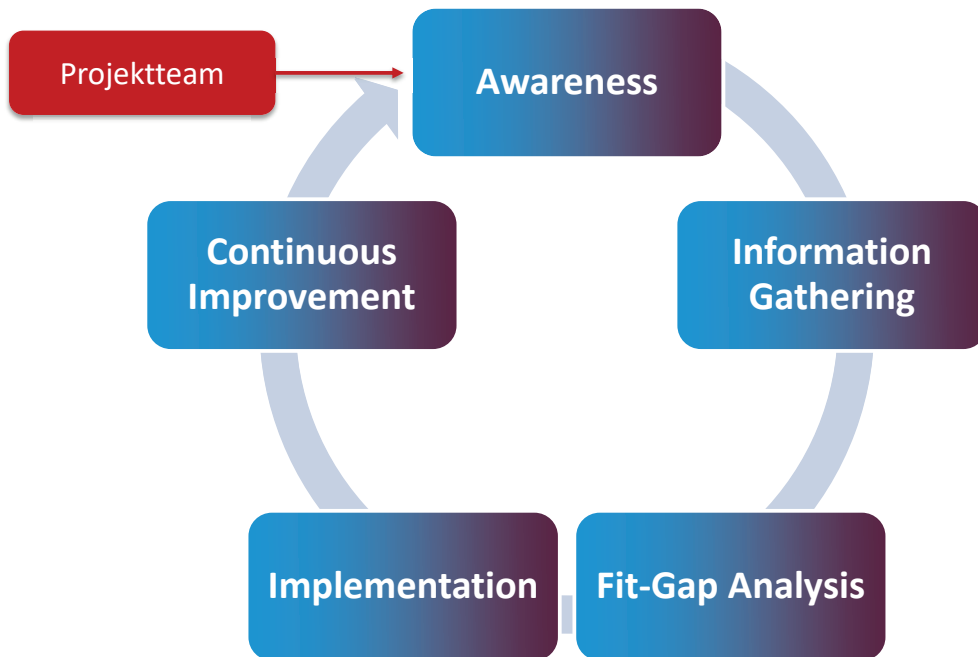 Projektteam
Awareness
Continuous
Improvement
Information
Gathering
Implementation
Fit-Gap Analysis